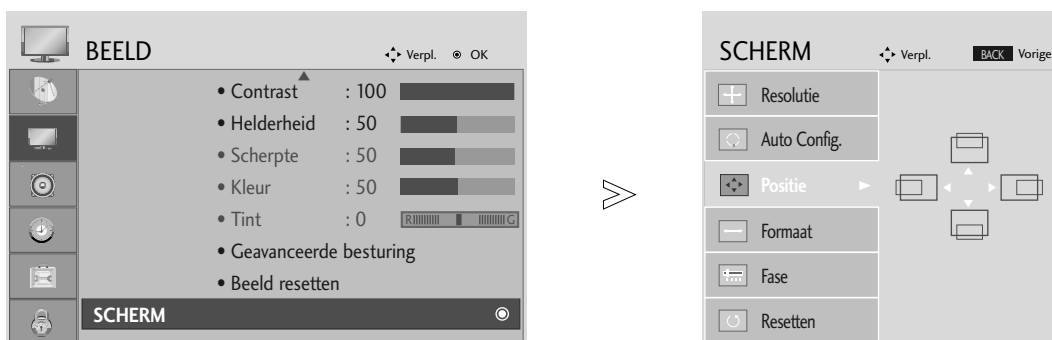 BEELD
Verpl. OK
• Contrast : 100
• Helderheid : 50
• Scherpte : 50
• Kleur : 50
• Tint : 0 R G
• Geavanceerde besturing
• Beeld resetten
SCHERM
SCHERM
Verpl. BACK Vorige
Resolutie
Auto Config.
Positie
Formaat
Fase
Resetten